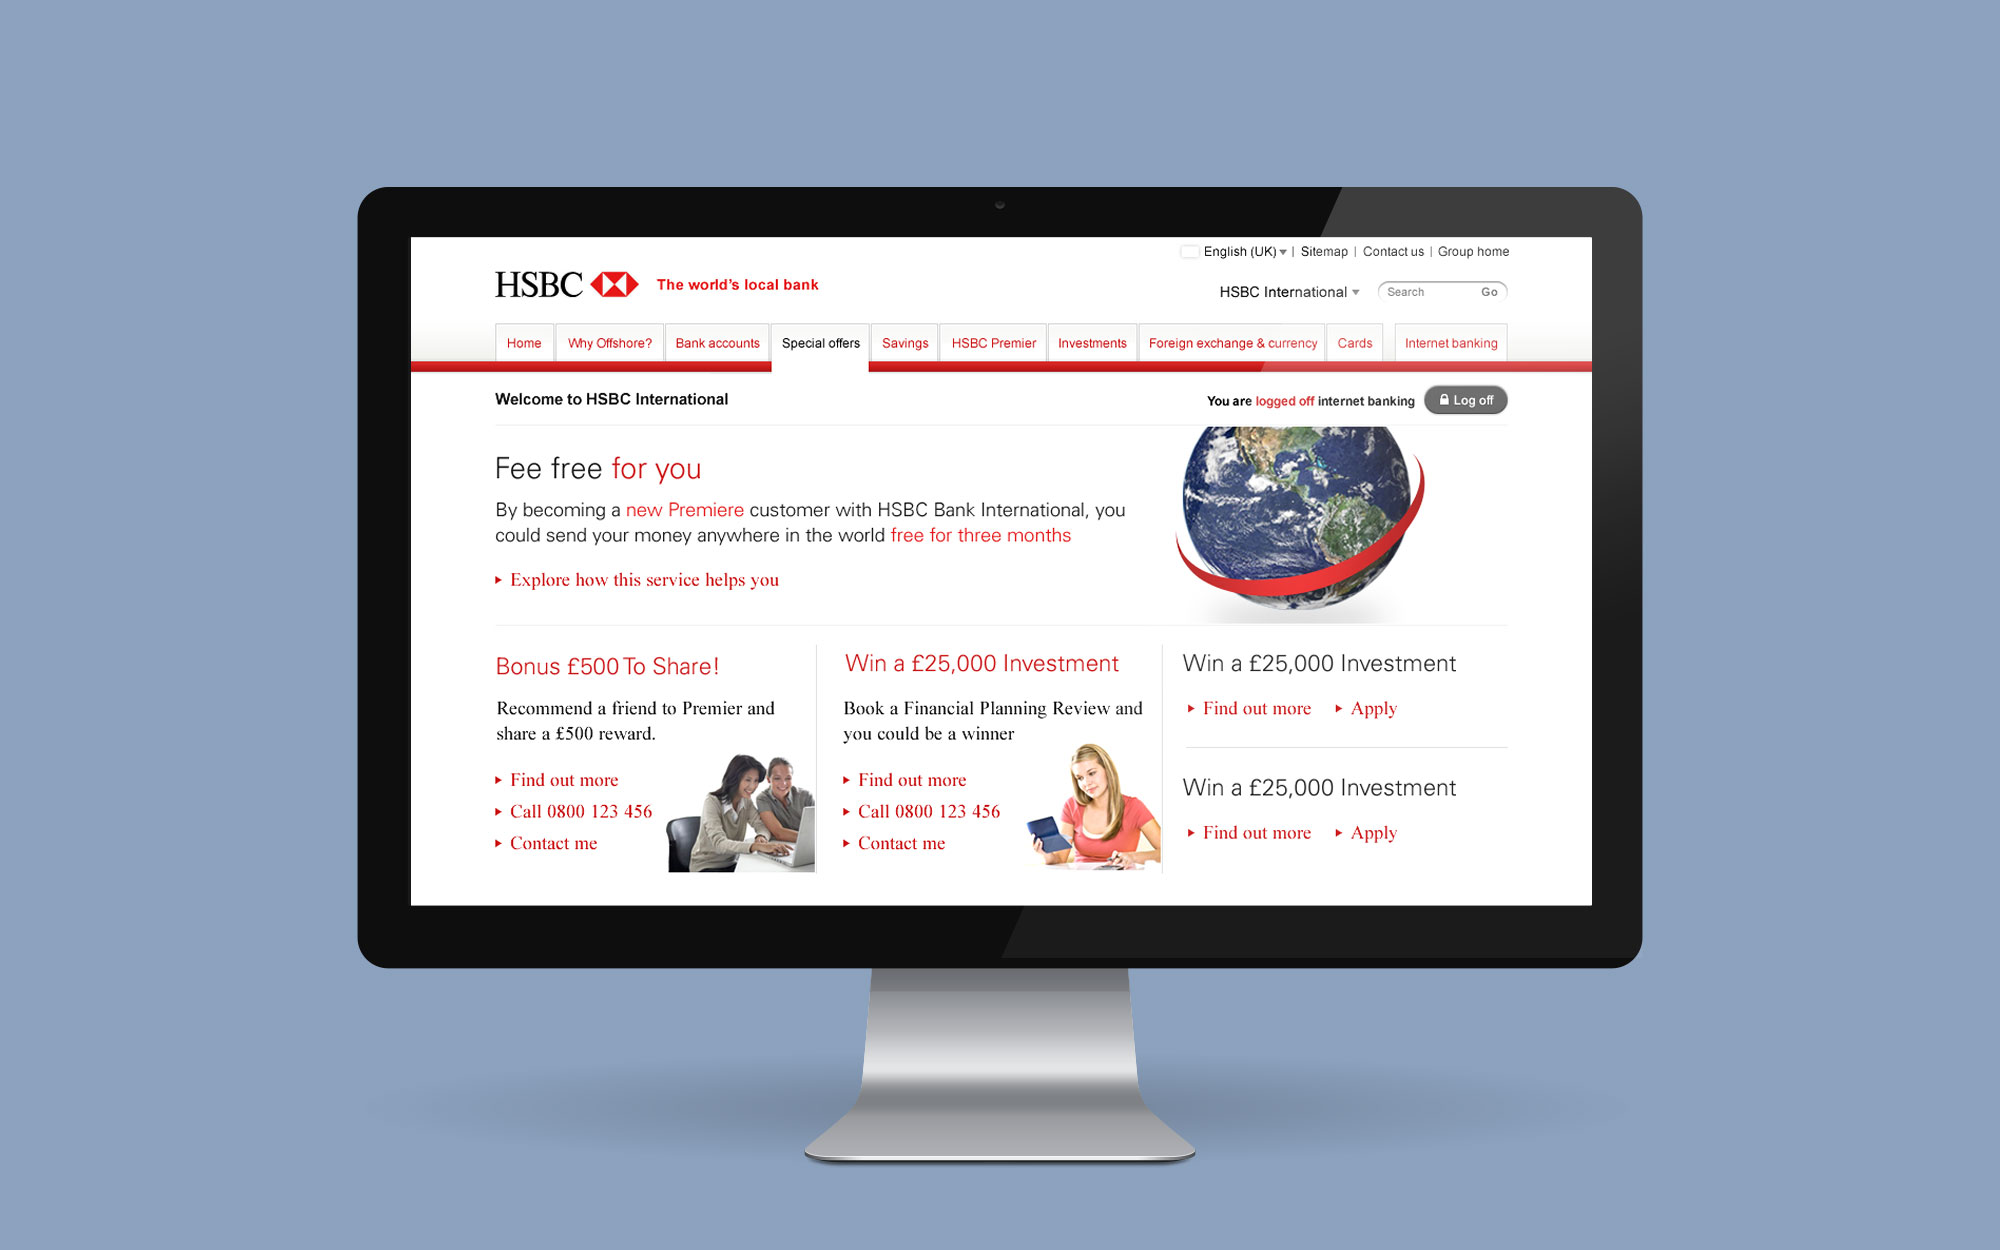 English (UK) | Sitemap | Contact us | Group home
HSBC The world's local bank
HSBC International Search Go
Home Why Offshore? Bank accounts Special offers Savings HSBC Premier Investments Foreign exchange & currency Cards Internet banking
Welcome to HSBC International
You are logged off internet banking Log off
Fee free for you
By becoming a new Premiere customer with HSBC Bank International, you
could send your money anywhere in the world free for three months
Explore how this service helps you
Bonus £500 To Share!
Recommend a friend to Premier and
share a £500 reward.
Find out more
Call 0800 123 456
Contact me
Win a £25,000 Investment
Book a Financial Planning Review and
you could be a winner
Find out more
Call 0800 123 456
Contact me
Win a £25,000 Investment
Find out more Apply
Win a £25,000 Investment
Find out more Apply